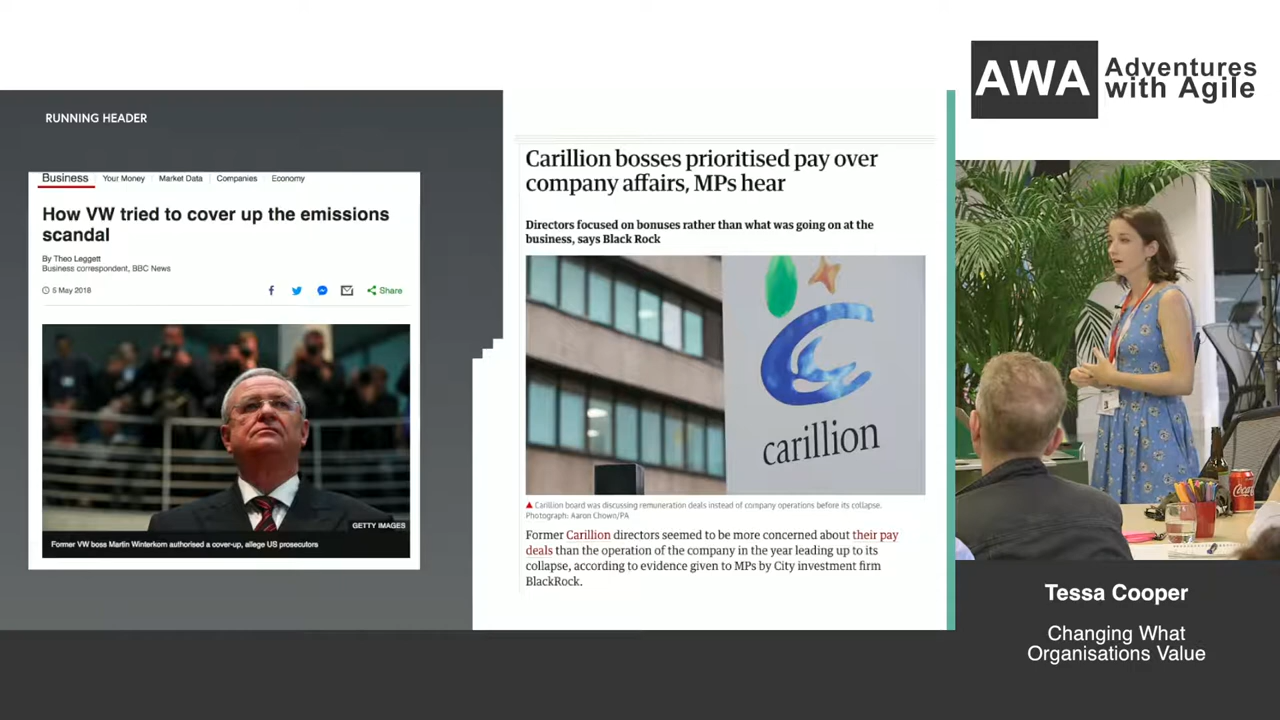 RUNNING HEADER
Business
Your Money
Market Data
Companies
Economy
How VW tried to cover up the emissions
scandal
By Theo Leggett
Business correspondent, BBC News
5 May 2018
Share
GETTY IMAGES
Former VW boss Martin Winterkorn authorised a cover-up, allege US prosecutors
Carillion bosses prioritised pay over
company affairs, MPs hear
Directors focused on bonuses rather than what was going on at the
business, says Black Rock
carillion
Carillion board was discussing remuneration deals instead of company operations before its collapse.
Photograph: Aaron Chown/PA
Former Carillion directors seemed to be more concerned about their pay
deals than the operation of the company in the year leading up to its
collapse, according to evidence given to MPs by City investment firm
BlackRock.
AWA
Adventures
with Agile
Tessa Cooper
Changing What
Organisations Value